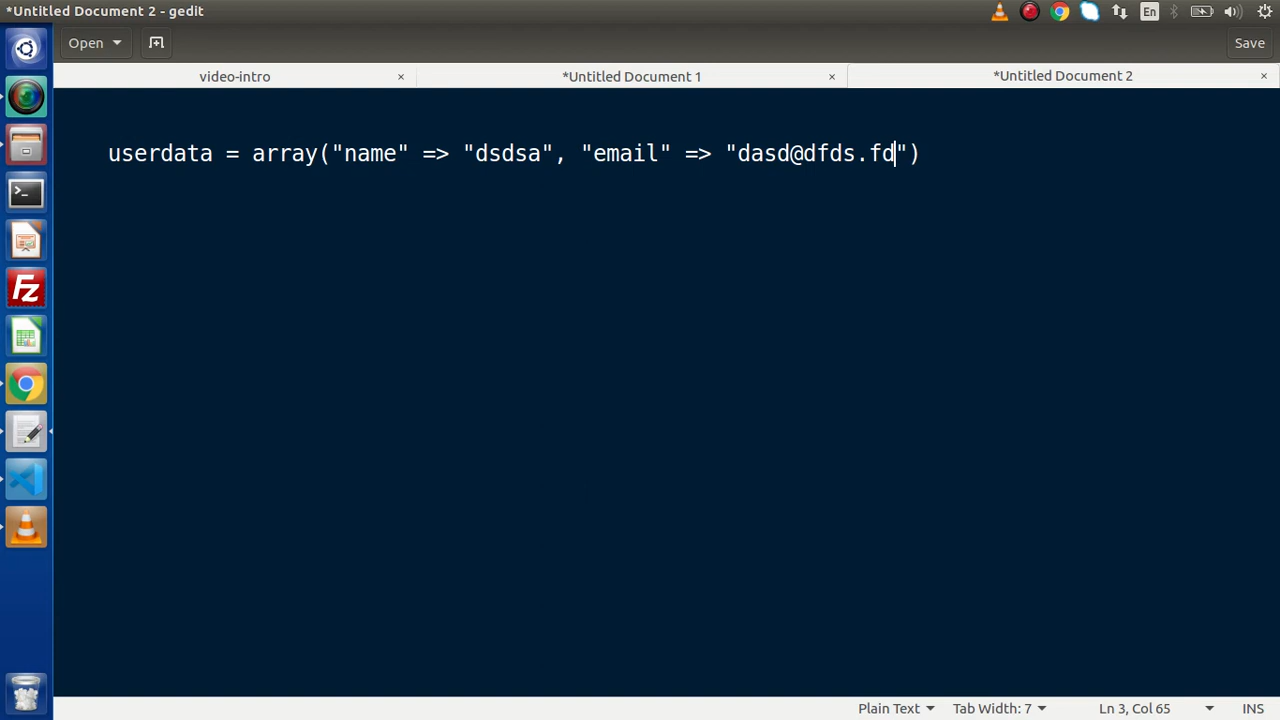 *Untitled Document 2 - gedit
En
Open
Save
video-intro × *Untitled Document 1 × *Untitled Document 2 ×
userdata = array("name" => "dsdsa", "email" => "dasd@dfds.fd")
Fz
Plain Text Tab Width: 7 Ln 3, Col 65 INS